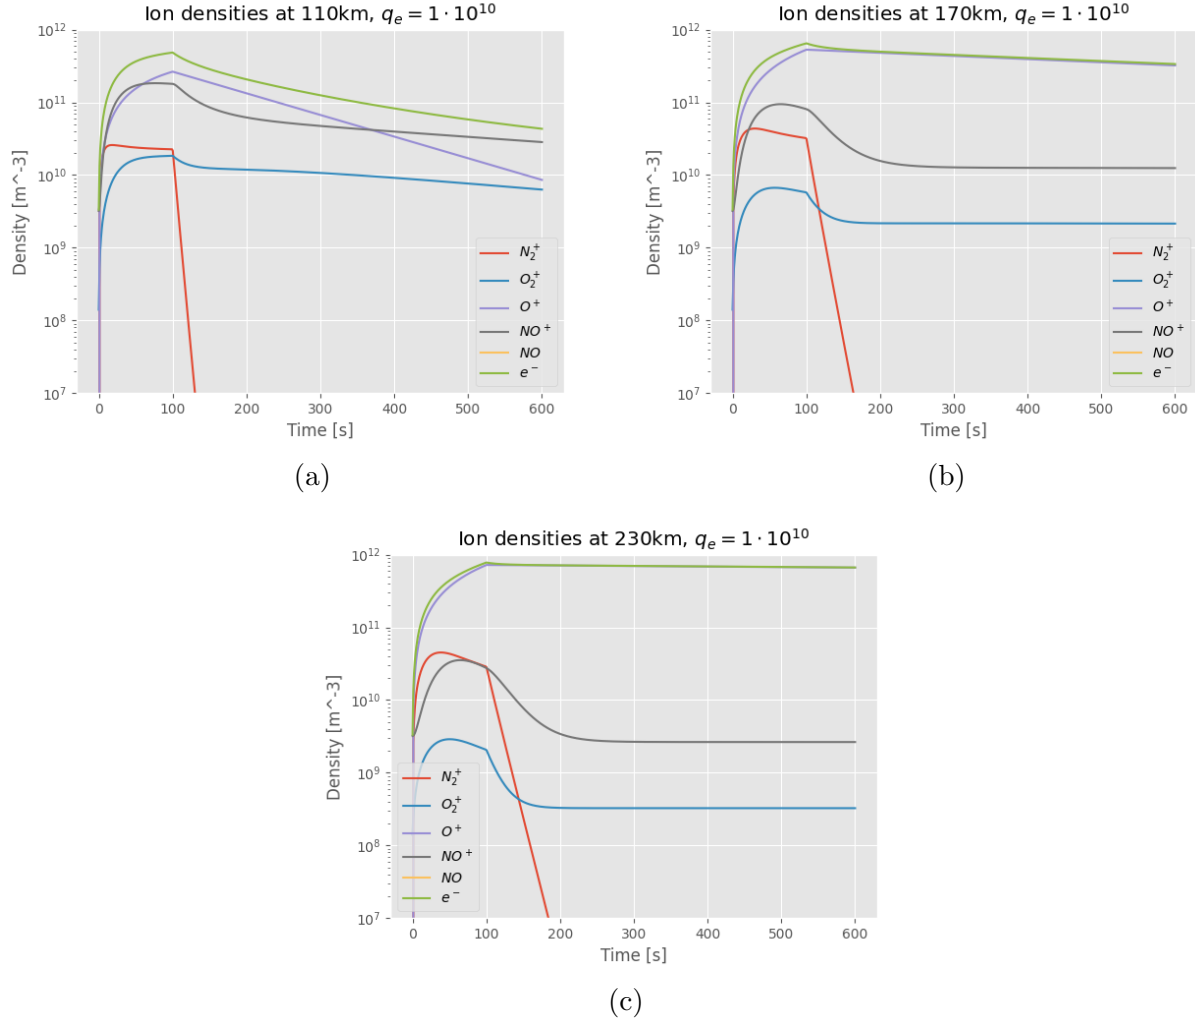 Ion densities at 110km, $q_e = 1 \cdot 10^{10}$
Density [m^-3]
10^{12}
10^{11}
10^{10}
10^{9}
10^{8}
10^{7}
N_2^+
O_2^+
O^+
NO^+
NO
e^-
0 100 200 300 400 500 600
Time [s]
(a)
Ion densities at 170km, $q_e = 1 \cdot 10^{10}$
Density [m^-3]
10^{12}
10^{11}
10^{10}
10^{9}
10^{8}
10^{7}
N_2^+
O_2^+
O^+
NO^+
NO
e^-
0 100 200 300 400 500 600
Time [s]
(b)
Ion densities at 230km, $q_e = 1 \cdot 10^{10}$
Density [m^-3]
10^{12}
10^{11}
10^{10}
10^{9}
10^{8}
10^{7}
N_2^+
O_2^+
O^+
NO^+
NO
e^-
0 100 200 300 400 500 600
Time [s]
(c)